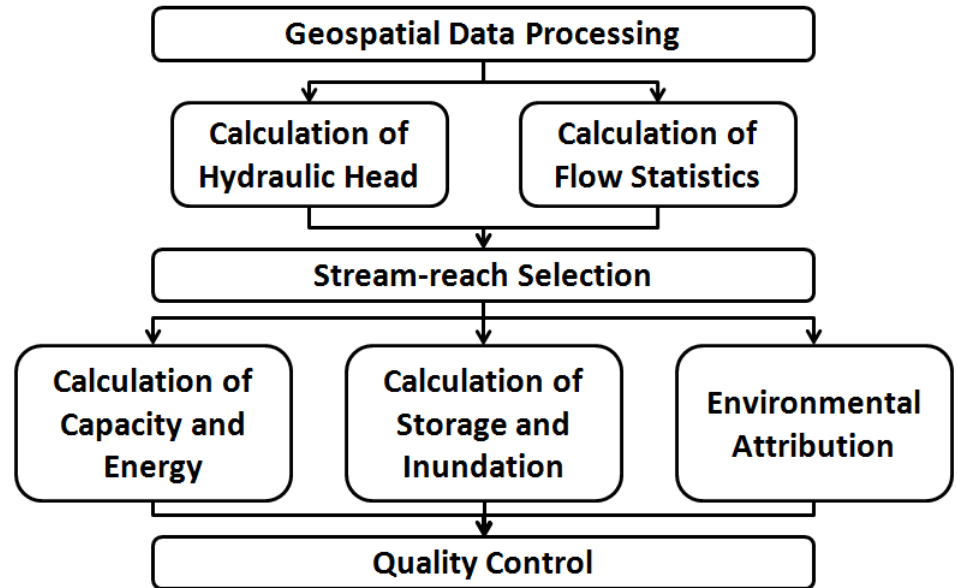 Geospatial Data Processing
Calculation of
Hydraulic Head
Calculation of
Flow Statistics
Stream-reach Selection
Calculation of
Capacity and
Energy
Calculation of
Storage and
Inundation
Environmental
Attribution
Quality Control